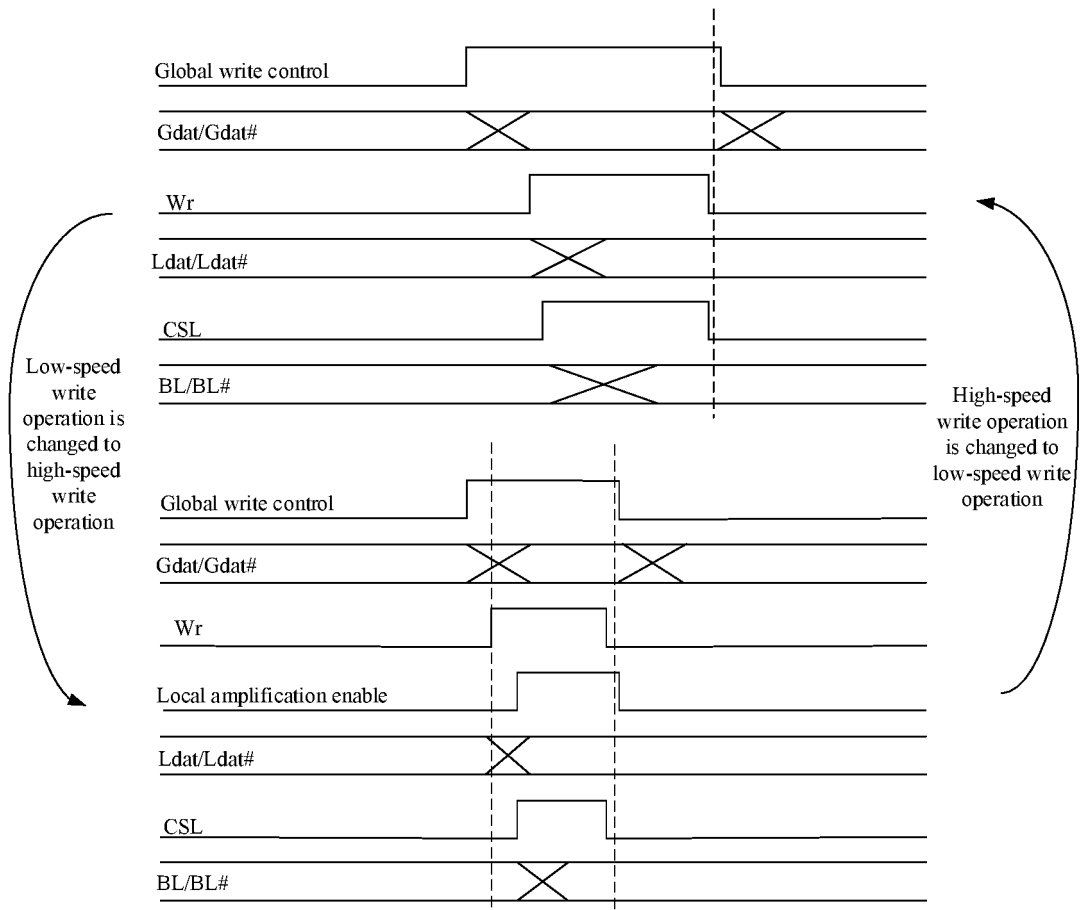 Global write control
Gdat/Gdat#
Wr
Ldat/Ldat#
CSL
BL/BL#
Low-speed
write
operation is
changed to
high-speed
write
operation
High-speed
write operation
is changed to
low-speed write
operation
Global write control
Gdat/Gdat#
Wr
Local amplification enable
Ldat/Ldat#
CSL
BL/BL#